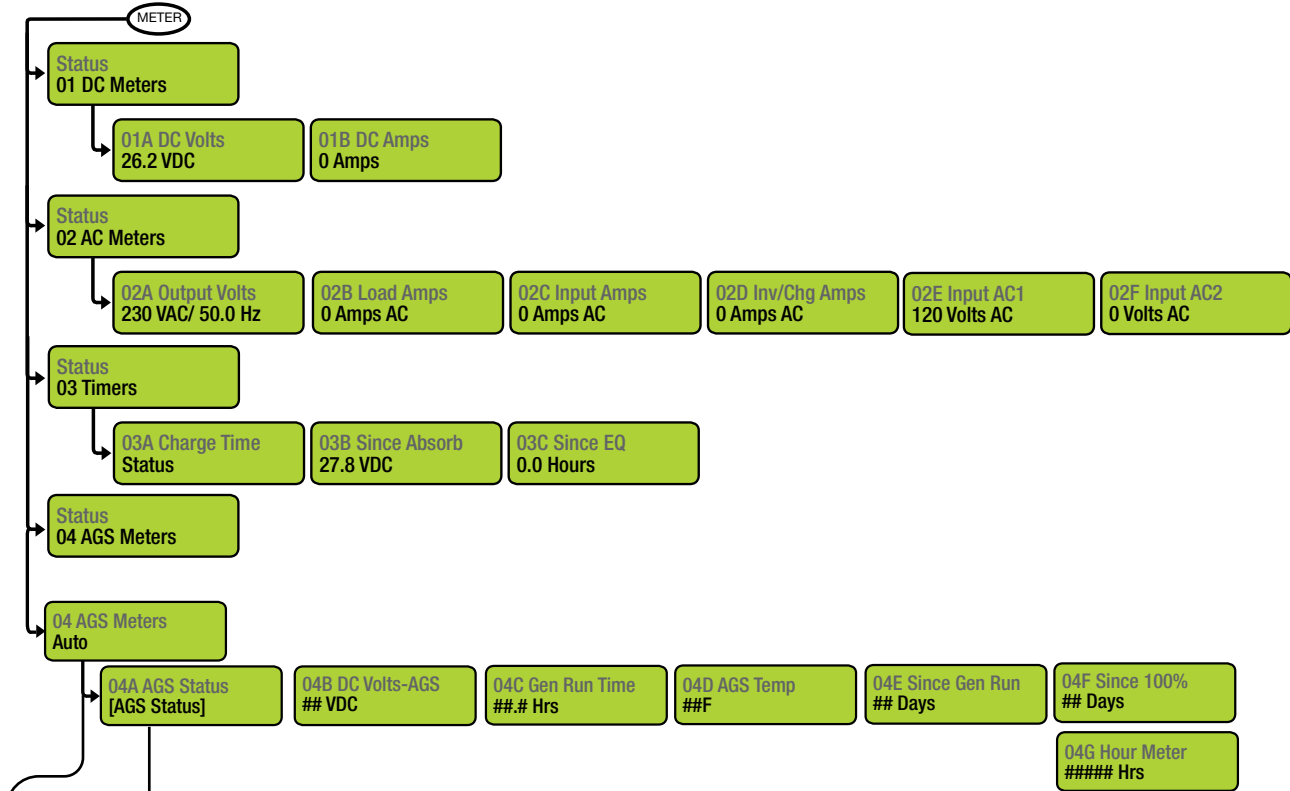 METER
Status
01 DC Meters
01A DC Volts
26.2 VDC
01B DC Amps
0 Amps
Status
02 AC Meters
02A Output Volts
230 VAC/ 50.0 Hz
02B Load Amps
0 Amps AC
02C Input Amps
0 Amps AC
02D Inv/Chg Amps
0 Amps AC
02E Input AC1
120 Volts AC
02F Input AC2
0 Volts AC
Status
03 Timers
03A Charge Time
Status
03B Since Absorb
27.8 VDC
03C Since EQ
0.0 Hours
Status
04 AGS Meters
04 AGS Meters
Auto
04A AGS Status
[AGS Status]
04B DC Volts-AGS
## VDC
04C Gen Run Time
##.# Hrs
04D AGS Temp
##F
04E Since Gen Run
## Days
04F Since 100%
## Days
04G Hour Meter
##### Hrs